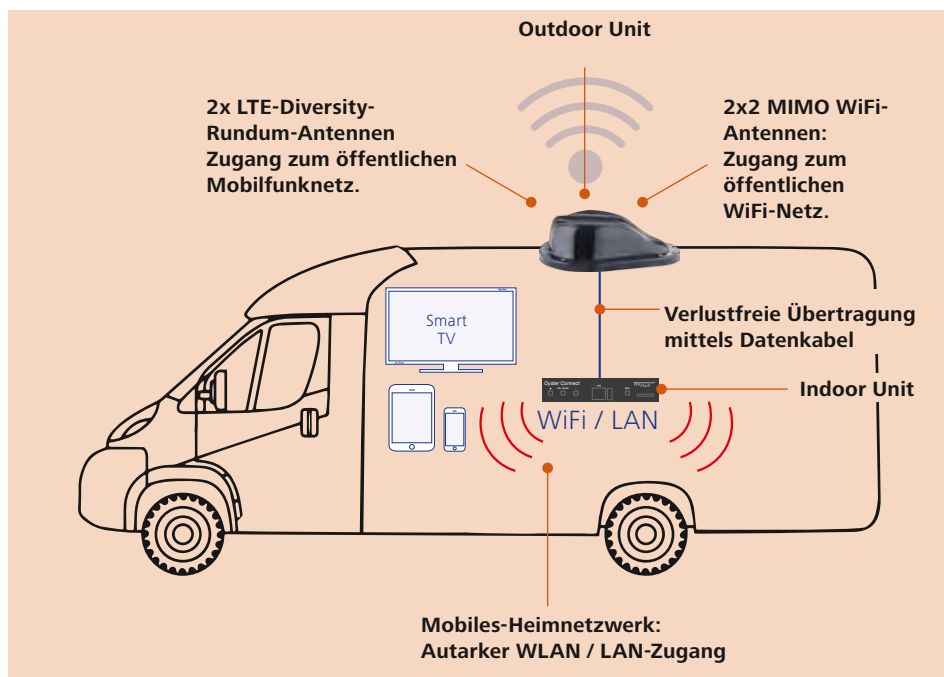 Outdoor Unit
2x LTE-Diversity-
Rundum-Antennen
Zugang zum öffentlichen
Mobilfunknetz.
2x2 MIMO WiFi-
Antennen:
Zugang zum
öffentlichen
WiFi-Netz.
Smart
TV
Verlustfreie Übertragung
mittels Datenkabel
Oyster Connect
Indoor Unit
WiFi / LAN
Mobiles-Heimnetzwerk:
Autarker WLAN / LAN-Zugang